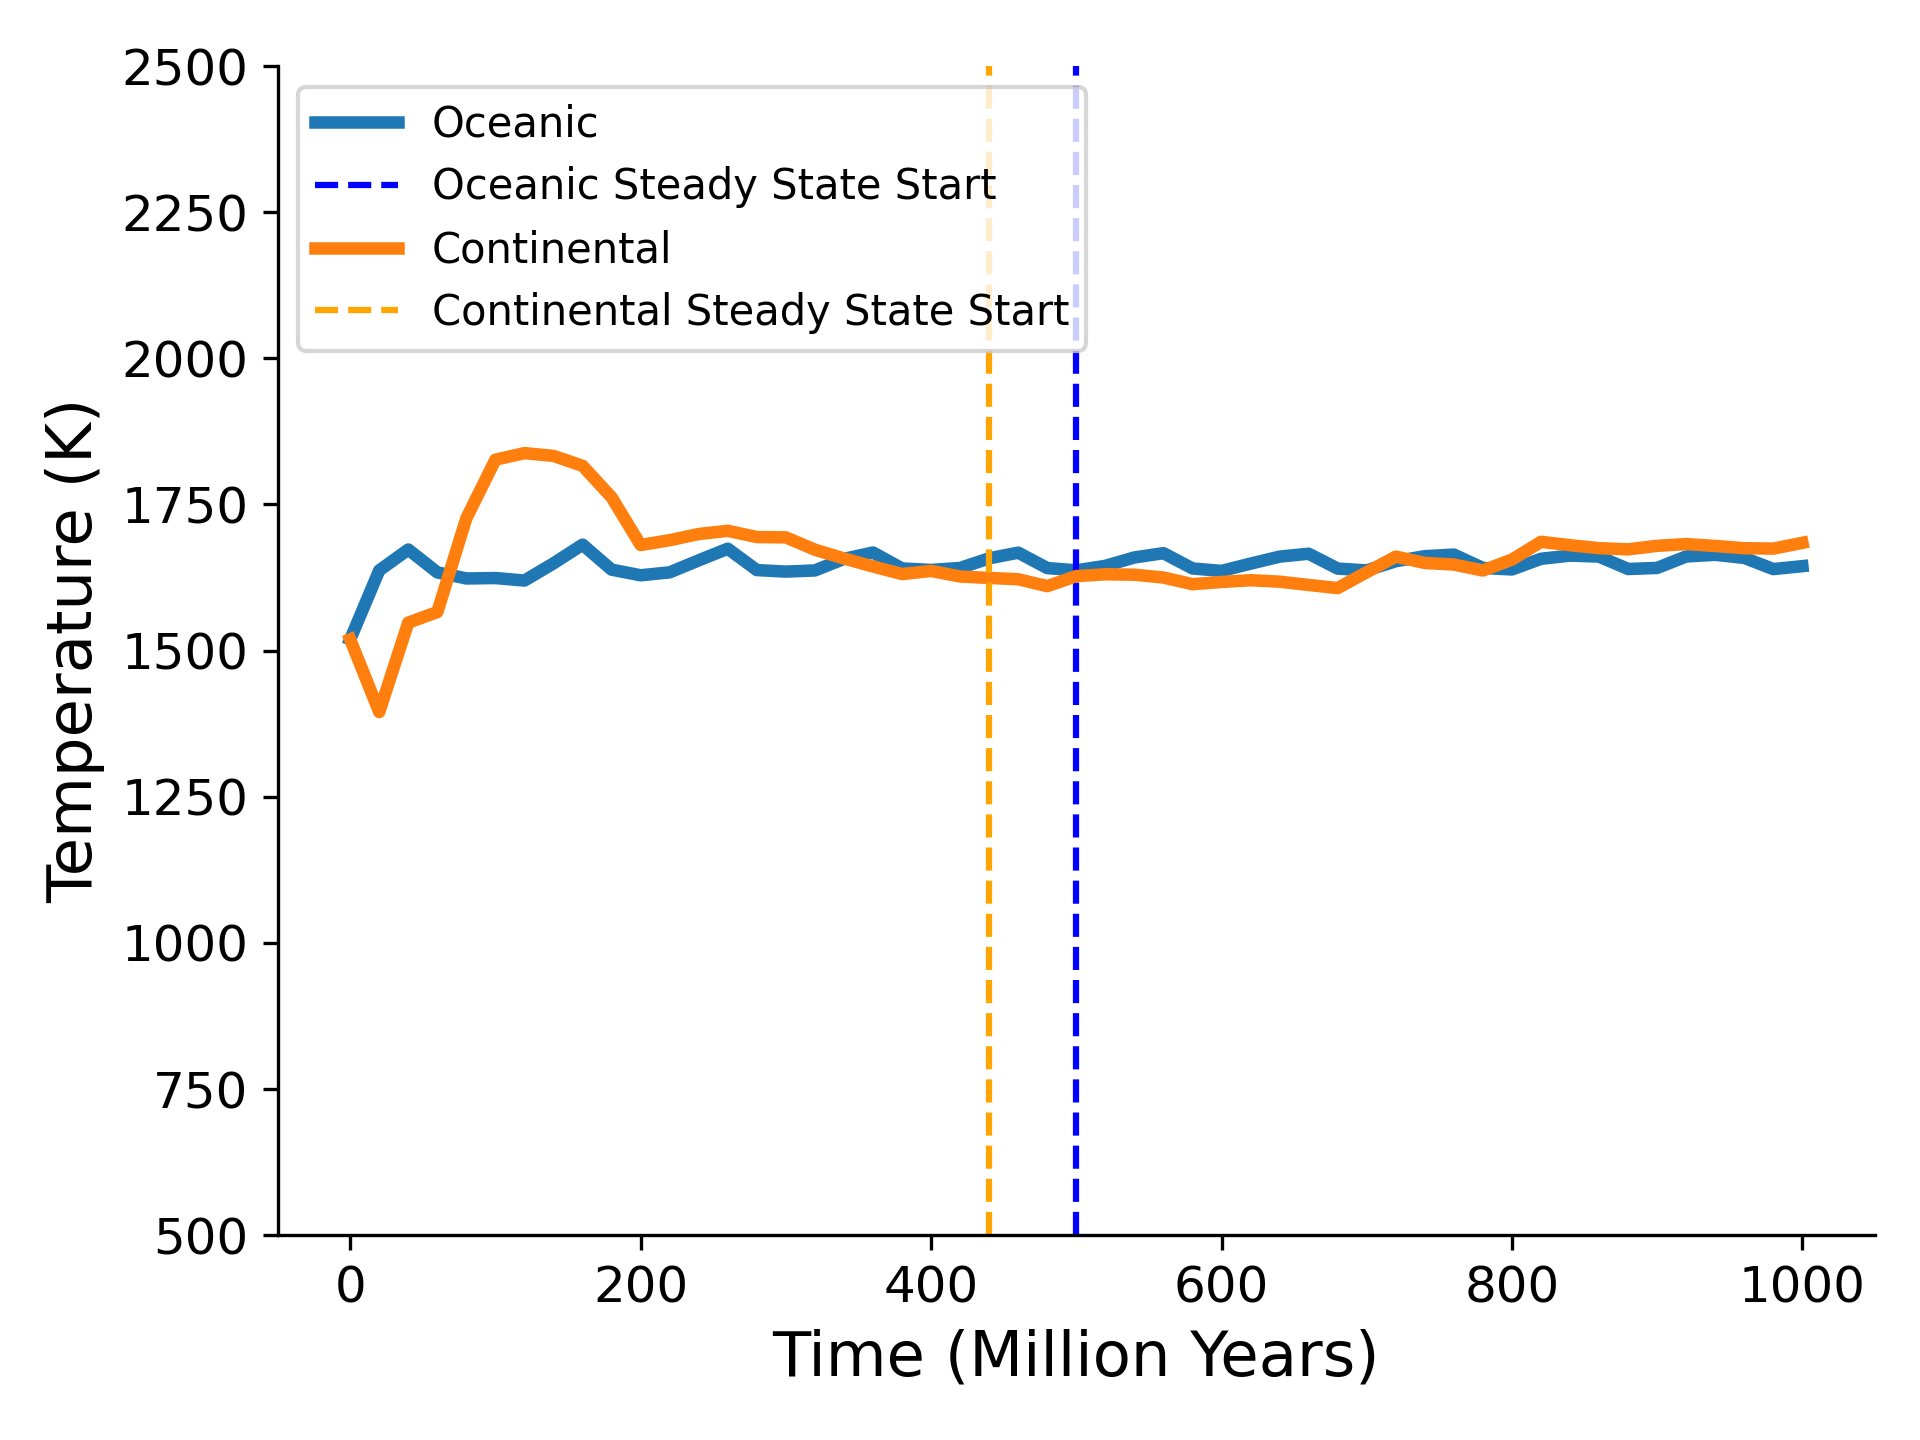 2500
2250
2000
1750
1500
1250
1000
750
500
Temperature (K)
Oceanic
Oceanic Steady State Start
Continental
Continental Steady State Start
0 200 400 600 800 1000
Time (Million Years)